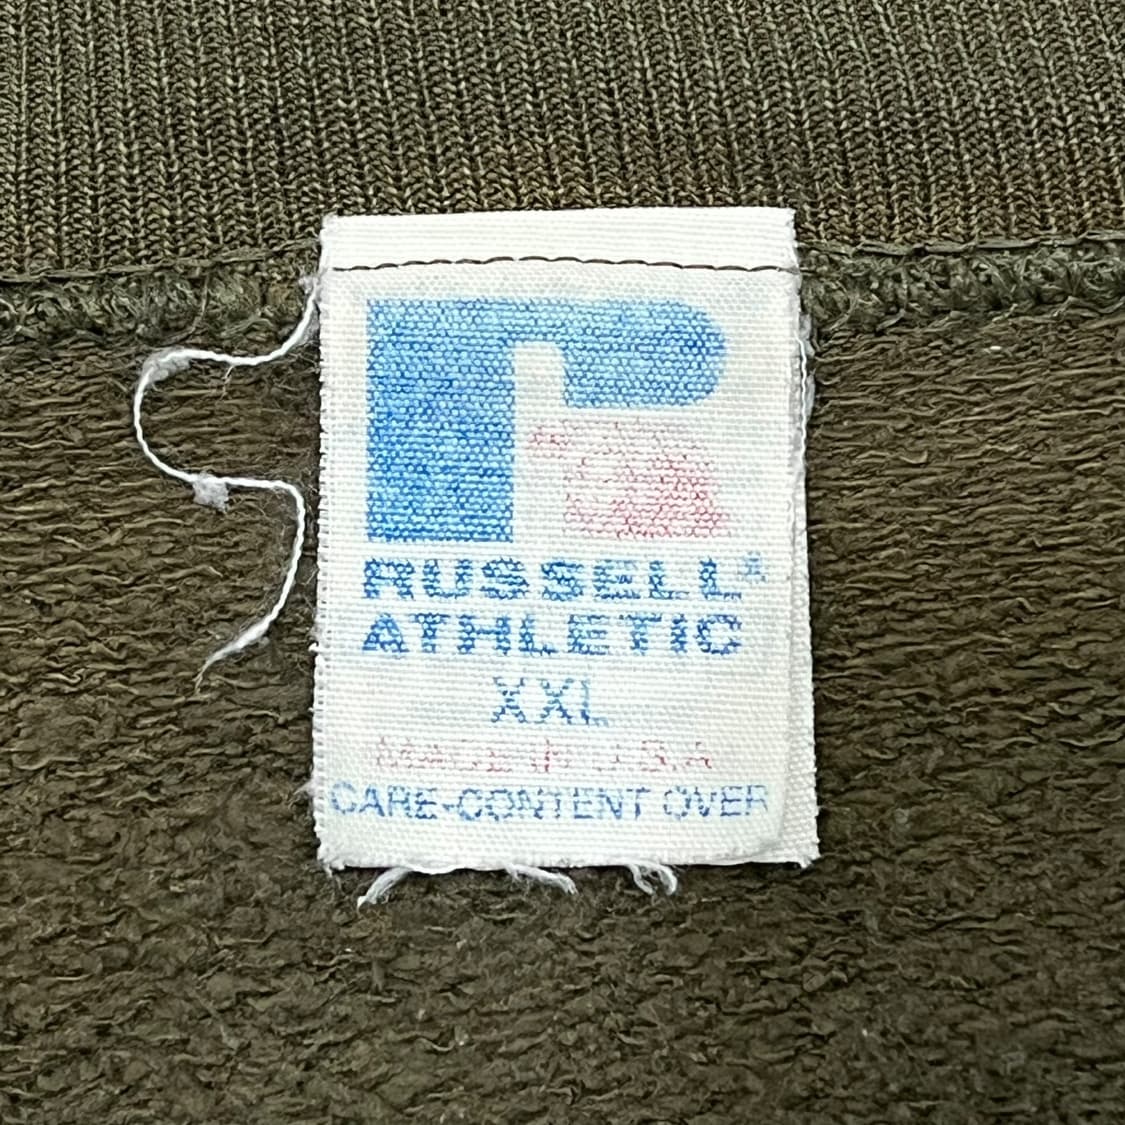 RUSSELL®
ATHLETIC
XXL
MADE IN U.S.A.
CARE-CONTENT OVER